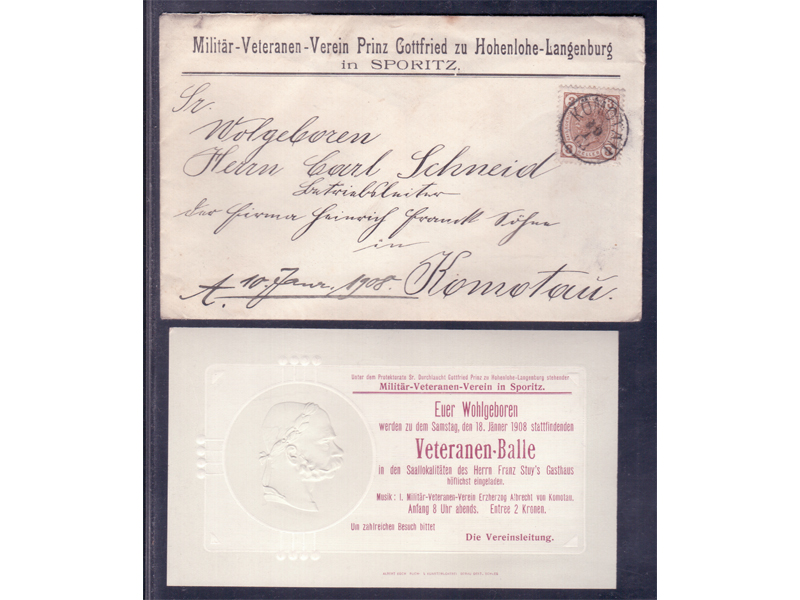 Militär-Veteranen-Verein Prinz Gottfried zu Hohenlohe-Langenburg
in SPORITZ.
Sr.
Wolgeboren
Herrn Carl Schneid
Betriebsleiter
der Firma Heinrich Franck Söhne
in
A. 10. Janr. 1908. Komotau.
KOMOTAU
Unter dem Protektorate Sr. Durchlaucht Gottfried Prinz zu Hohenlohe-Langenburg stehender
Militär-Veteranen-Verein in Sporitz.
Euer Wohlgeboren
werden zu dem Samstag, den 18. Jänner 1908 stattfindenden
Veteranen-Balle
in den Saallokalitäten des Herrn Franz Stuy's Gasthaus
höflichst eingeladen.
Musik: I. Militär-Veteranen-Verein Erzherzog Albrecht von Komotau.
Anfang 8 Uhr abends. Entree 2 Kronen.
Um zahlreichen Besuch bittet
Die Vereinsleitung.